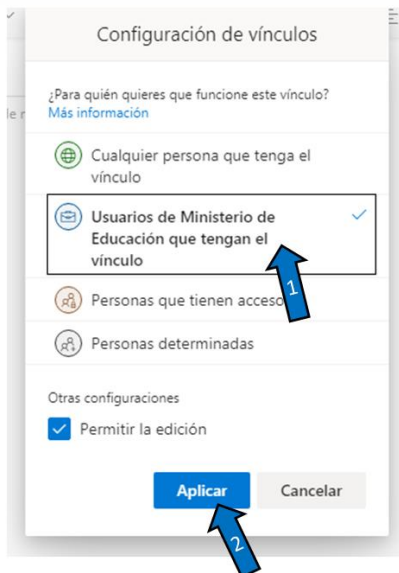 Configuración de vínculos
¿Para quién quieres que funcione este vínculo?
Más información
Cualquier persona que tenga el
vínculo
Usuarios de Ministerio de
Educación que tengan el
vínculo
1
Personas que tienen acceso
Personas determinadas
Otras configuraciones
Permitir la edición
Aplicar Cancelar
2